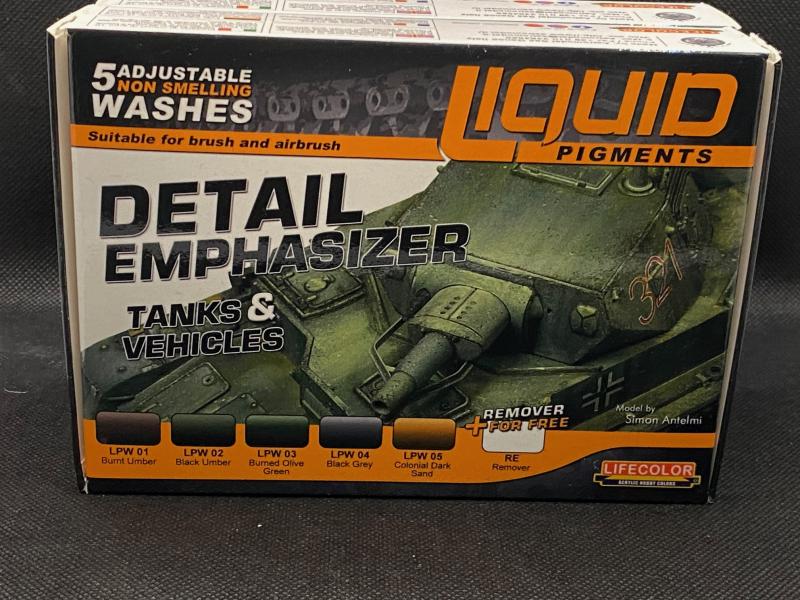 5 ADJUSTABLE
NON SMELLING
WASHES
LIQUID
PIGMENTS
Suitable for brush and airbrush
DETAIL
EMPHASIZER
TANKS &
VEHICLES
321
Model by
Simon Antelmi
+ REMOVER
FOR FREE
LPW 01
Burnt Umber
LPW 02
Black Umber
LPW 03
Burned Olive
Green
LPW 04
Black Grey
LPW 05
Colonial Dark
Sand
RE
Remover
LIFECOLOR
ACRYLIC HOBBY COLORS